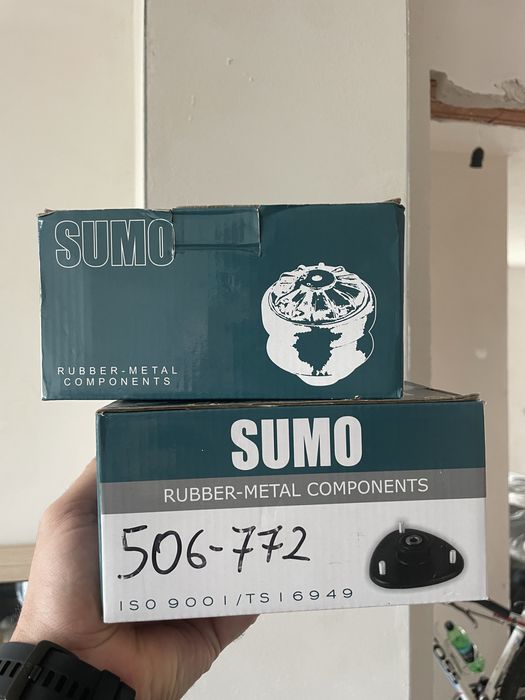 SUMO
RUBBER-METAL
COMPONENTS
SUMO
RUBBER-METAL COMPONENTS
506-772
ISO 9001/TS16949